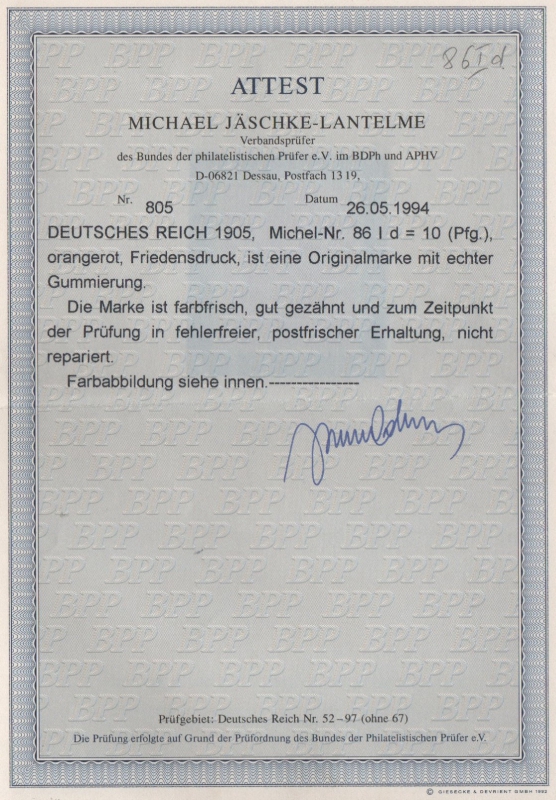 86 I d
ATTEST
MICHAEL JÄSCHKE-LANTELME
Verbandsprüfer
des Bundes der philatelistischen Prüfer e.V. im BDPh und APHV
D-06821 Dessau, Postfach 13 19,
Nr. 805 Datum 26.05.1994
DEUTSCHES REICH 1905, Michel-Nr. 86 I d = 10 (Pfg.),
orangerot, Friedensdruck, ist eine Originalmarke mit echter
Gummierung.
Die Marke ist farbfrisch, gut gezähnt und zum Zeitpunkt
der Prüfung in fehlerfreier, postfrischer Erhaltung, nicht
repariert.
Farbabbildung siehe innen.----------------
Prüfgebiet: Deutsches Reich Nr. 52–97 (ohne 67)
Die Prüfung erfolgte auf Grund der Prüfordnung des Bundes der Philatelistischen Prüfer e.V.
© GIESECKE & DEVRIENT GMBH 1992